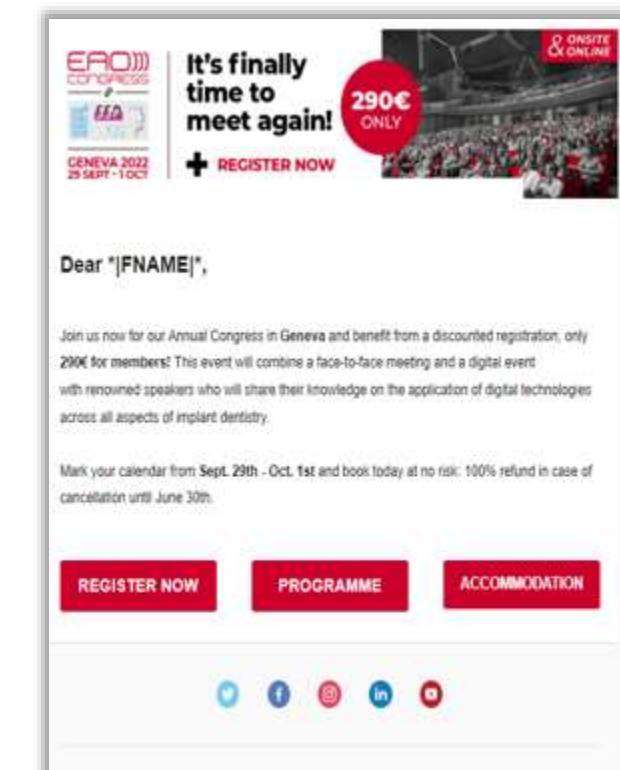 EAO)))
CONGRESS
GENEVA 2022
29 SEPT - 1 OCT
It's finally
time to
meet again!
+ REGISTER NOW
290€
ONLY
& ONSITE
ONLINE
Dear *|FNAME|*,
Join us now for our Annual Congress in Geneva and benefit from a discounted registration, only
290€ for members! This event will combine a face-to-face meeting and a digital event
with renowned speakers who will share their knowledge on the application of digital technologies
across all aspects of implant dentistry.
Mark your calendar from Sept. 29th - Oct. 1st and book today at no risk: 100% refund in case of
cancellation until June 30th.
REGISTER NOW
PROGRAMME
ACCOMMODATION